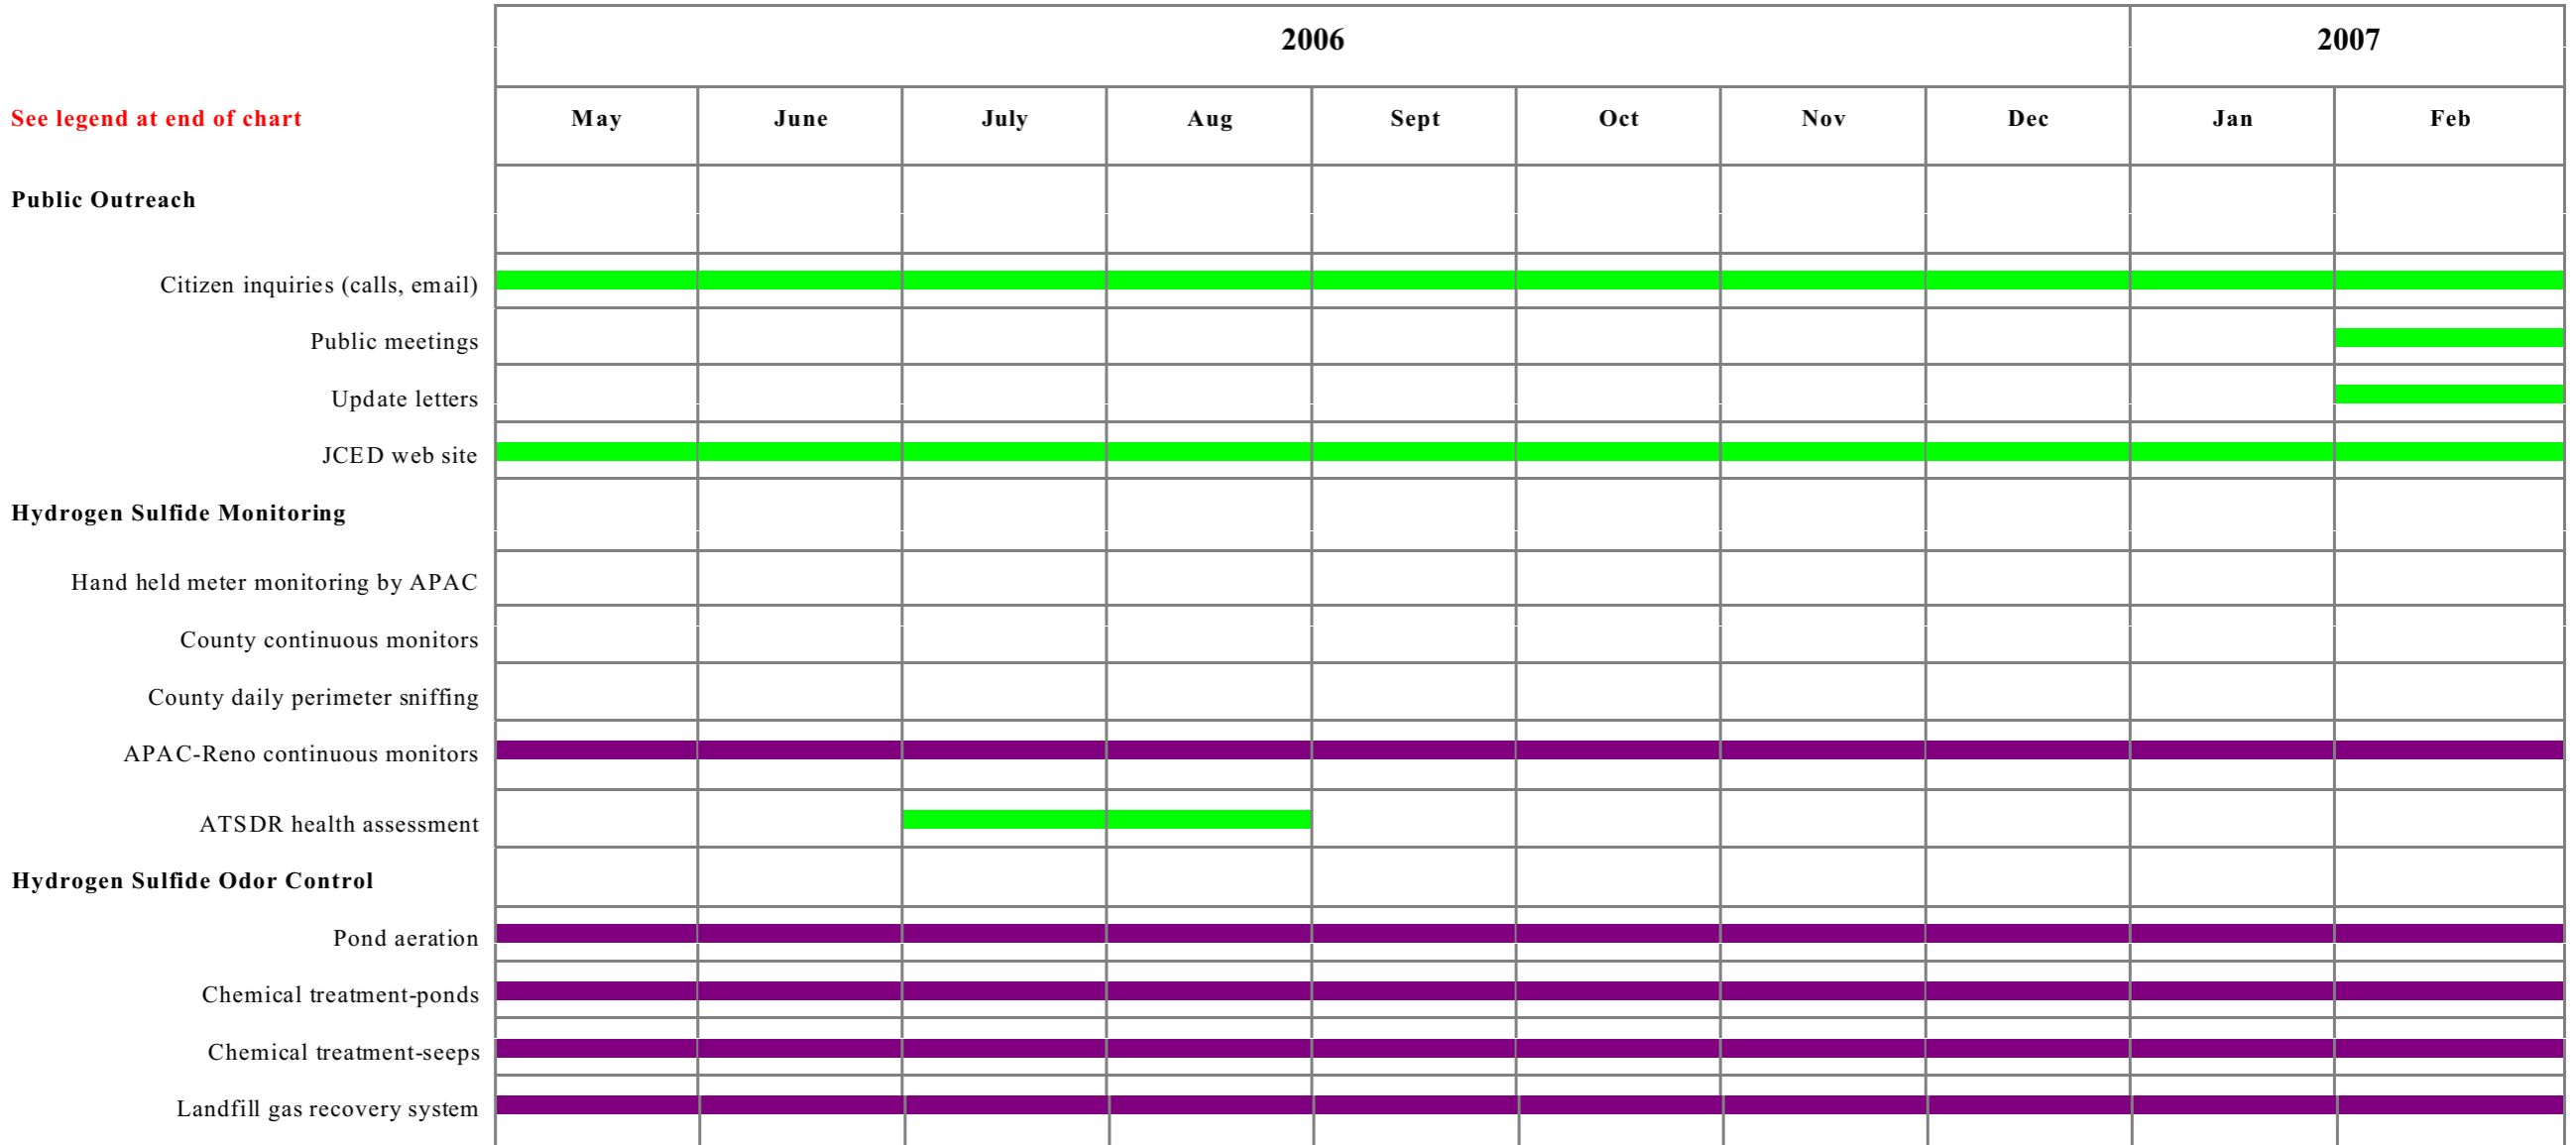 2006 2007
See legend at end of chart May June July Aug Sept Oct Nov Dec Jan Feb
Public Outreach
Citizen inquiries (calls, email)
Public meetings
Update letters
JCED web site
Hydrogen Sulfide Monitoring
Hand held meter monitoring by APAC
County continuous monitors
County daily perimeter sniffing
APAC-Reno continuous monitors
ATSDR health assessment
Hydrogen Sulfide Odor Control
Pond aeration
Chemical treatment-ponds
Chemical treatment-seeps
Landfill gas recovery system